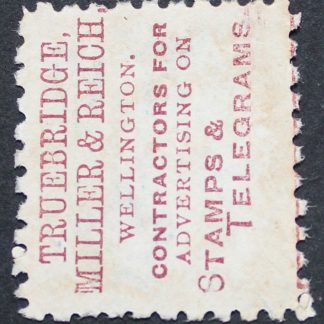 TRUEBRIDGE,
MILLER & REICH,
WELLINGTON.
CONTRACTORS FOR
ADVERTISING ON
STAMPS &
TELEGRAMS